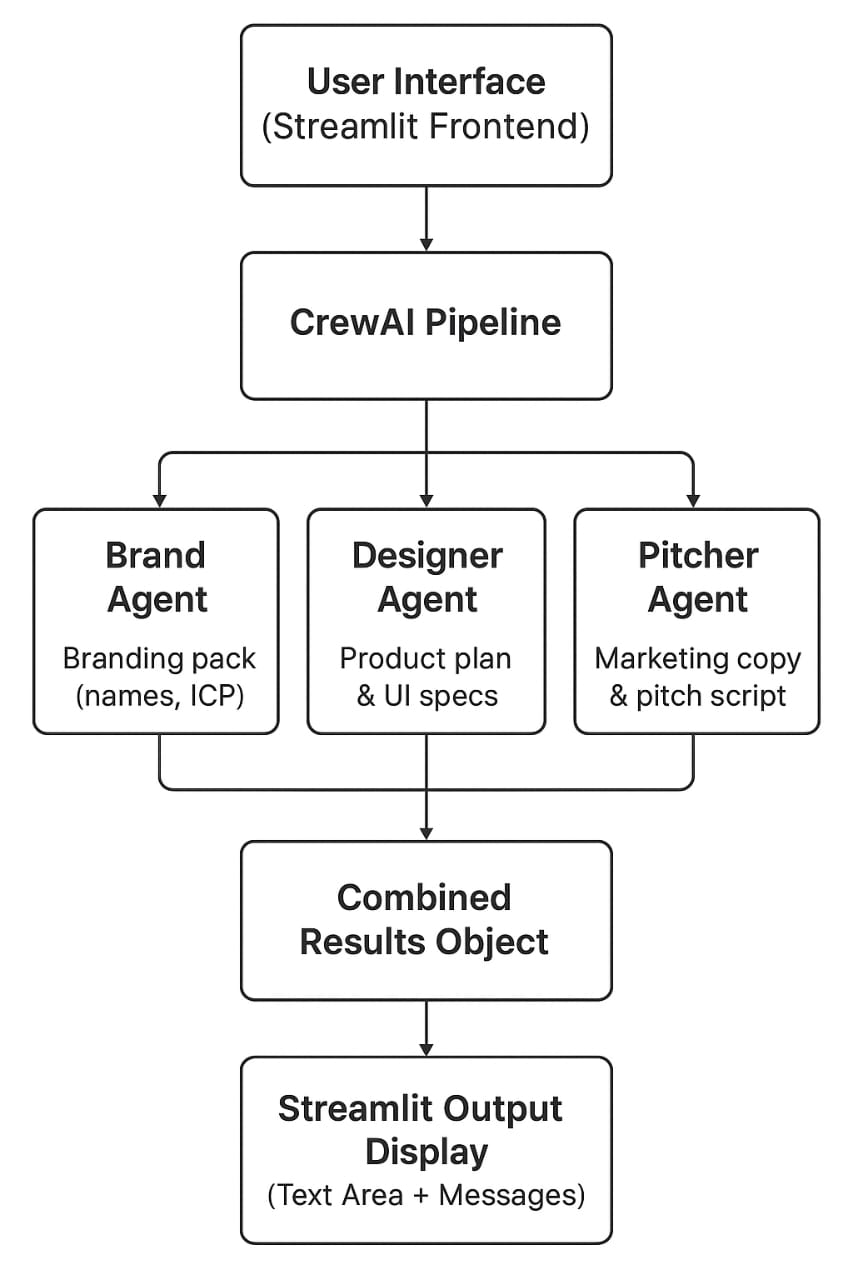 User Interface
(Streamlit Frontend)
CrewAI Pipeline
Brand
Agent
Branding pack
(names, ICP)
Designer
Agent
Product plan
& UI specs
Pitcher
Agent
Marketing copy
& pitch script
Combined
Results Object
Streamlit Output
Display
(Text Area + Messages)